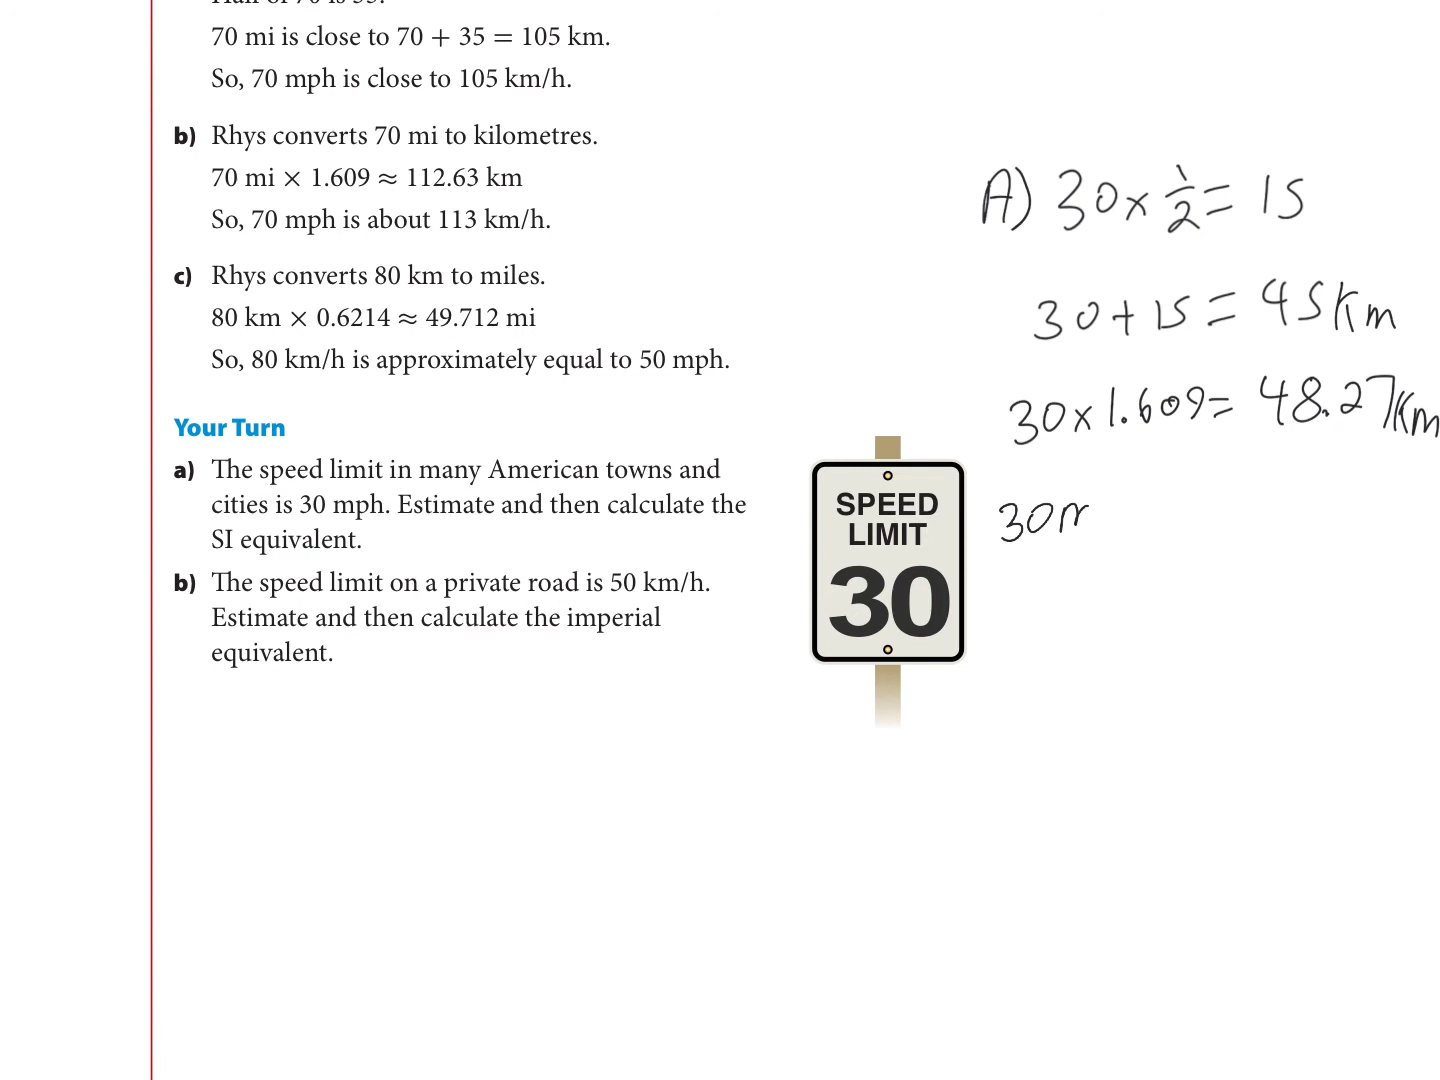 70 mi is close to 70 + 35 = 105 km.
So, 70 mph is close to 105 km/h.
b) Rhys converts 70 mi to kilometres.
70 mi × 1.609 ≈ 112.63 km
So, 70 mph is about 113 km/h.
c) Rhys converts 80 km to miles.
80 km × 0.6214 ≈ 49.712 mi
So, 80 km/h is approximately equal to 50 mph.
Your Turn
a) The speed limit in many American towns and
cities is 30 mph. Estimate and then calculate the
SI equivalent.
b) The speed limit on a private road is 50 km/h.
Estimate and then calculate the imperial
equivalent.
SPEED
LIMIT
30
A) 30 × 1/2 = 15
30 + 15 = 45 Km
30 × 1.609 = 48.27 Km
30